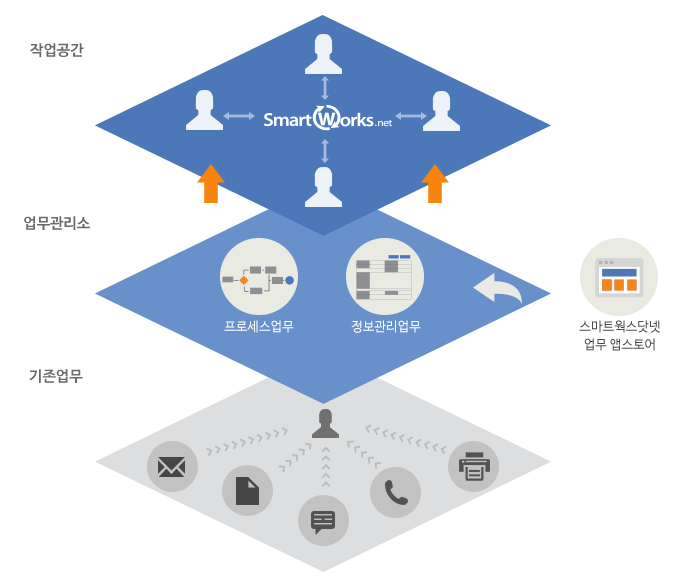 작업공간
SmartWorks.net
업무관리소
프로세스업무
정보관리업무
스마트웍스닷넷
업무 앱스토어
기존업무